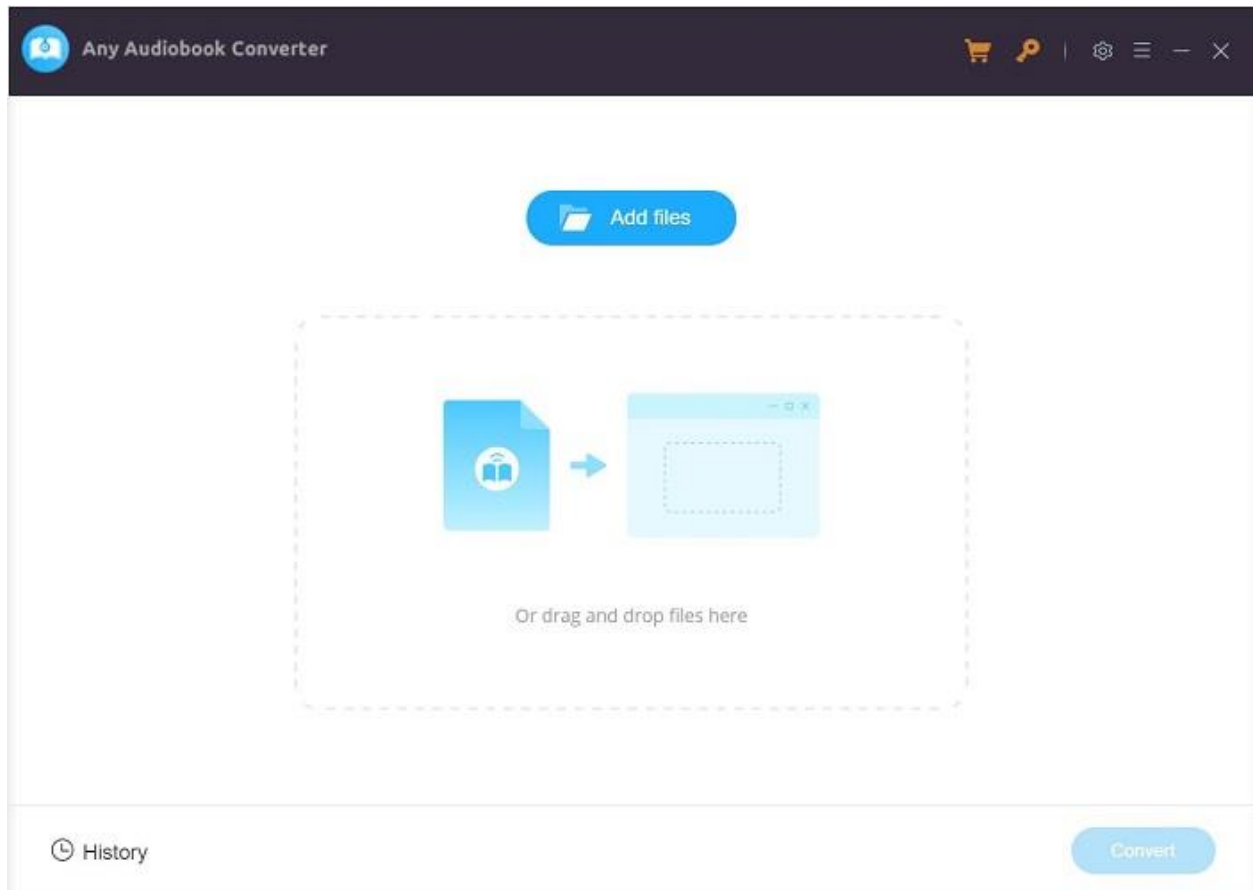 Any Audiobook Converter
Add files
Or drag and drop files here
History
Convert